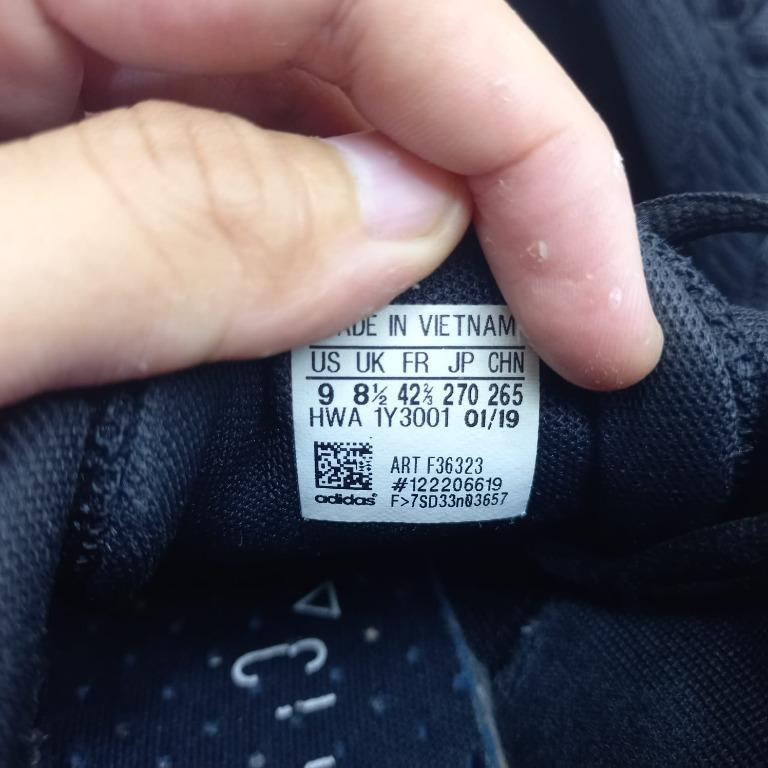 ADE IN VIETNAM
US UK FR JP CHN
9 8½ 42⅔ 270 265
HWA 1Y3001 01/19
ART F36323
#122206619
adidas F>7SD33n03657